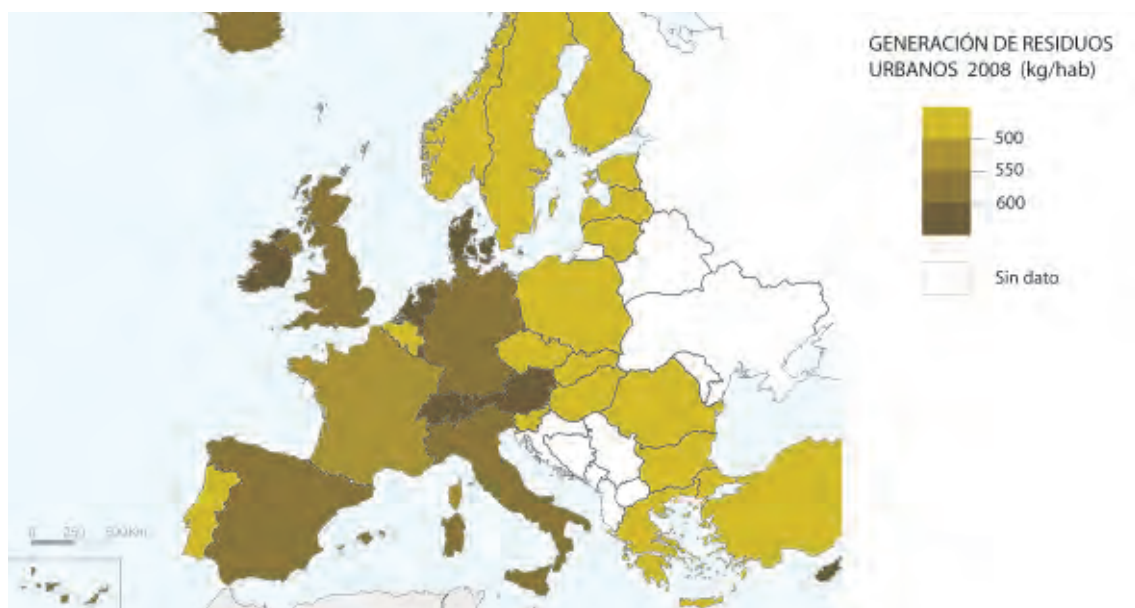 GENERACIÓN DE RESIDUOS
URBANOS 2008 (kg/hab)
500
550
600
Sin dato
0 250 500Km